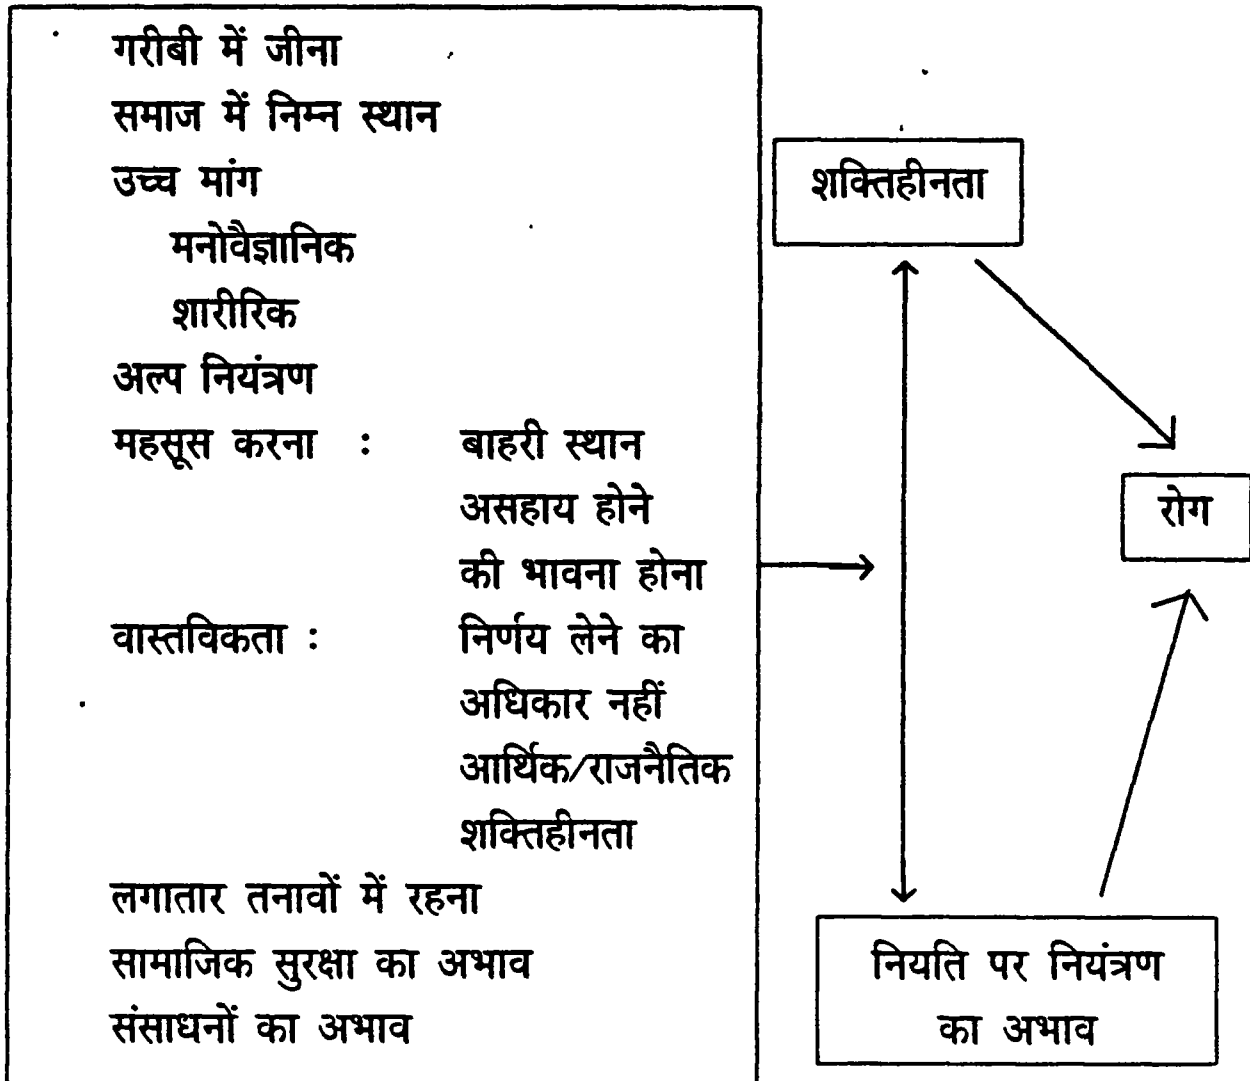 गरीबी में जीना
समाज में निम्न स्थान
उच्च मांग
मनोवैज्ञानिक
शारीरिक
अल्प नियंत्रण
महसूस करना : बाहरी स्थान
असहाय होने
की भावना होना
वास्तविकता : निर्णय लेने का
अधिकार नहीं
आर्थिक/राजनैतिक
शक्तिहीनता
लगातार तनावों में रहना
सामाजिक सुरक्षा का अभाव
संसाधनों का अभाव
शक्तिहीनता
रोग
नियति पर नियंत्रण
का अभाव